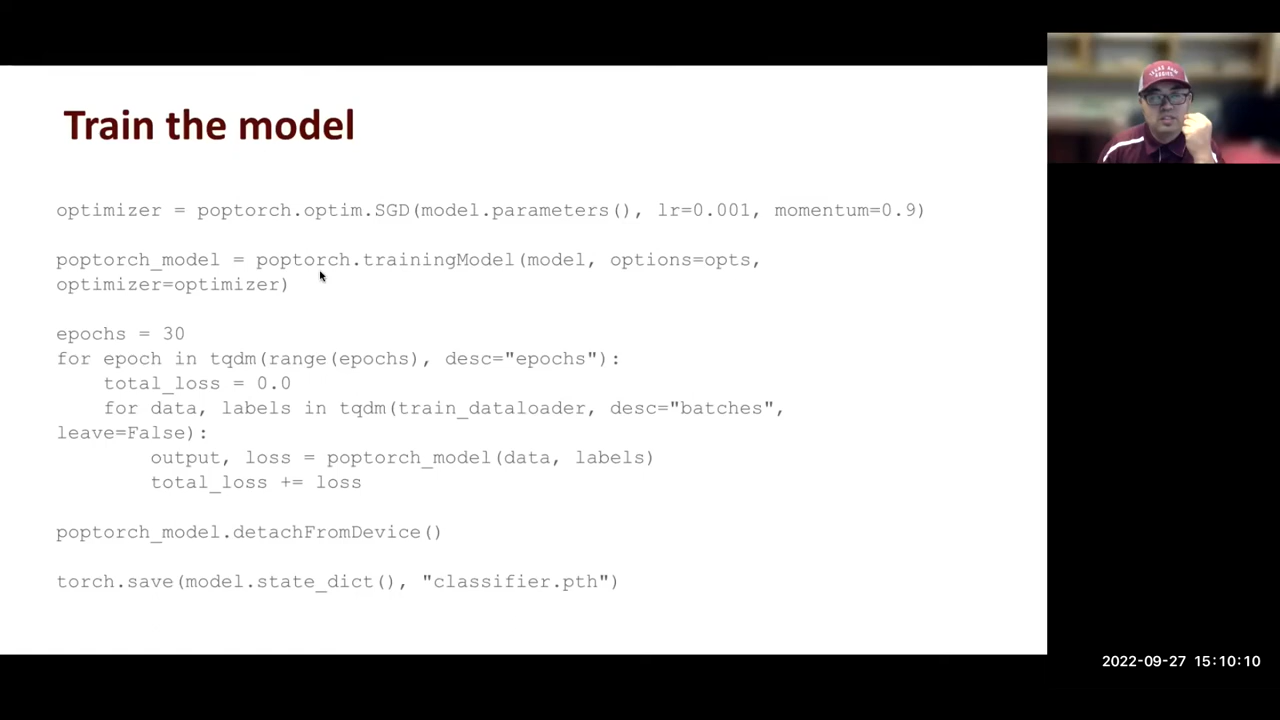 Train the model
optimizer = poptorch.optim.SGD(model.parameters(), lr=0.001, momentum=0.9)
poptorch_model = poptorch.trainingModel(model, options=opts,
optimizer=optimizer)
epochs = 30
for epoch in tqdm(range(epochs), desc="epochs"):
    total_loss = 0.0
    for data, labels in tqdm(train_dataloader, desc="batches",
leave=False):
        output, loss = poptorch_model(data, labels)
        total_loss += loss
poptorch_model.detachFromDevice()
torch.save(model.state_dict(), "classifier.pth")
2022-09-27 15:10:10